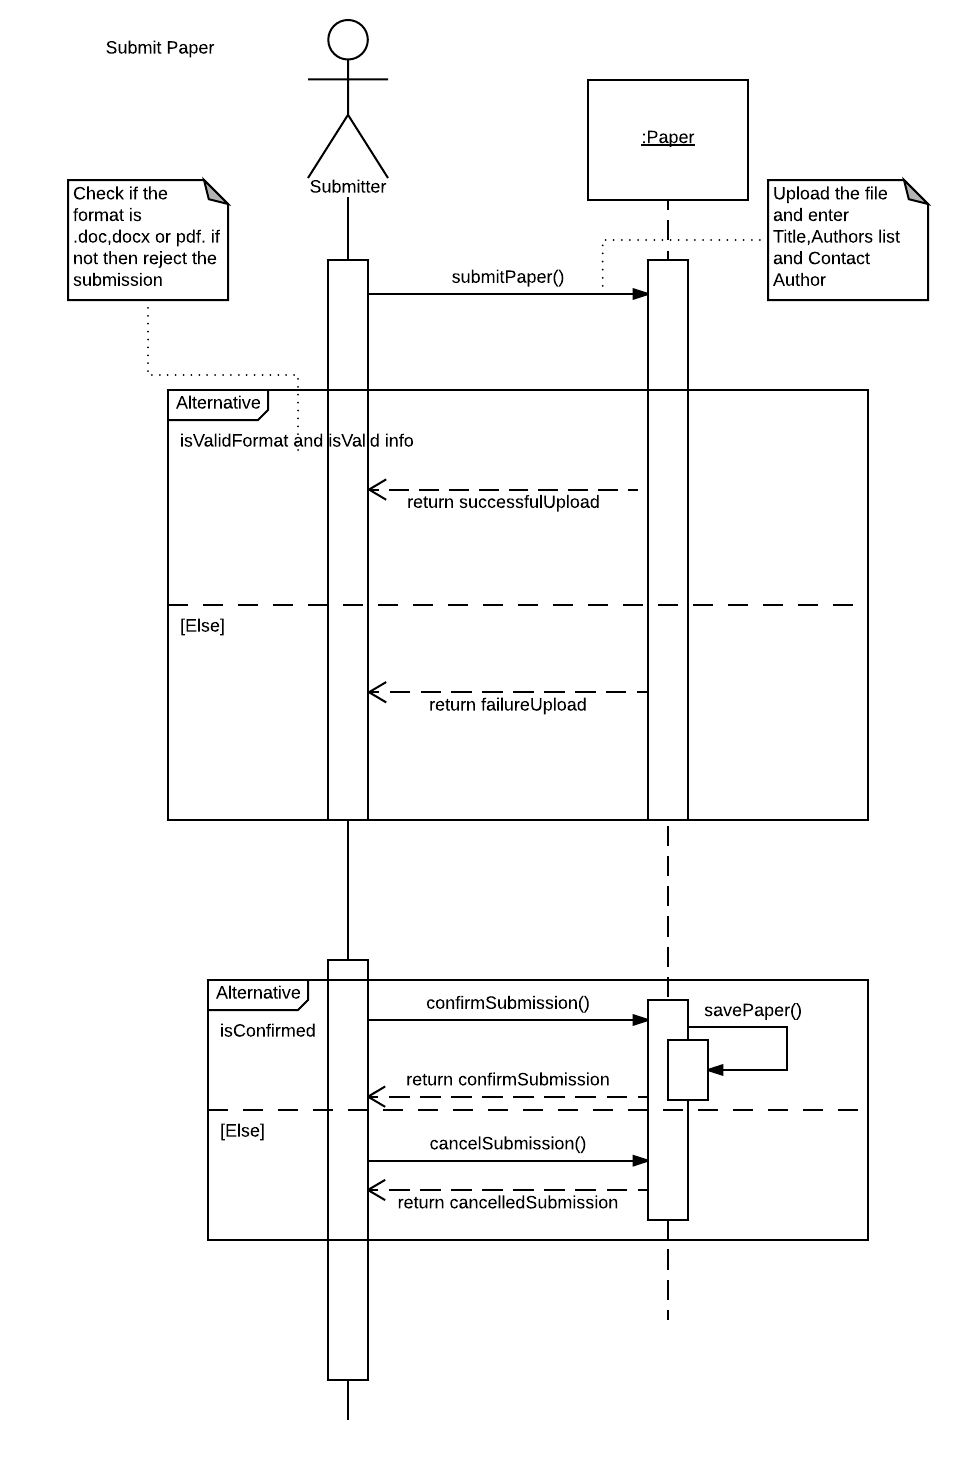 Submit Paper
:Paper
Submitter
Check if the
format is
.doc,docx or pdf. if
not then reject the
submission
Upload the file
and enter
Title,Authors list
and Contact
Author
submitPaper()
Alternative
isValidFormat and isValid info
return successfulUpload
[Else]
return failureUpload
Alternative
confirmSubmission()
savePaper()
isConfirmed
return confirmSubmission
[Else]
cancelSubmission()
return cancelledSubmission